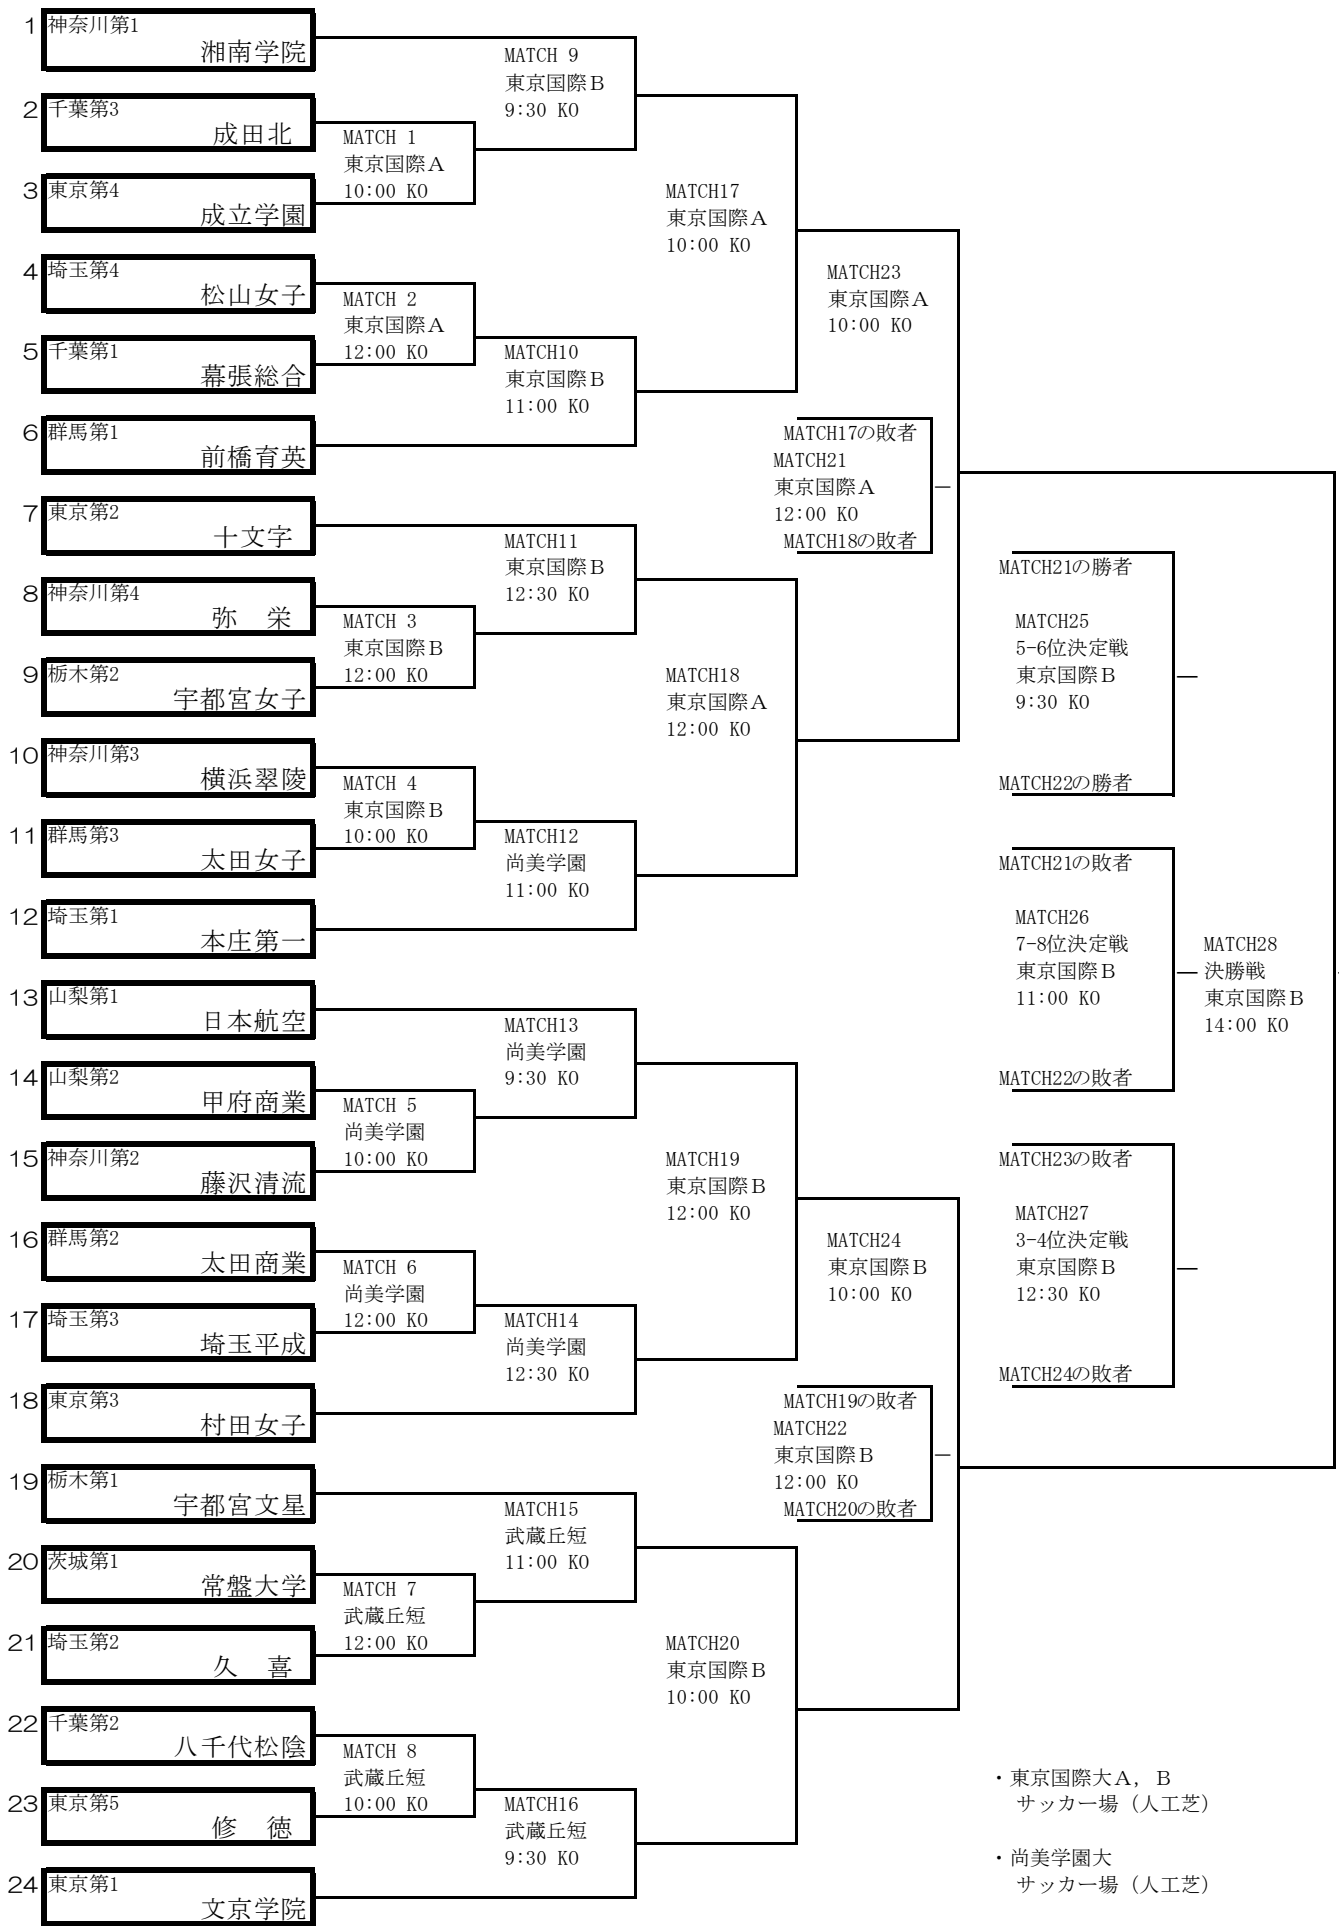 1 神奈川第1
湘南学院
MATCH 9
東京国際B
9:30 KO
2 千葉第3
成田北
MATCH 1
東京国際A
10:00 KO
3 東京第4
成立学園
MATCH17
東京国際A
10:00 KO
4 埼玉第4
松山女子
MATCH 2
東京国際A
12:00 KO
MATCH23
東京国際A
10:00 KO
5 千葉第1
幕張総合
MATCH10
東京国際B
11:00 KO
6 群馬第1
前橋育英
MATCH17の敗者
MATCH21
東京国際A
12:00 KO
MATCH18の敗者
7 東京第2
十文字
MATCH11
東京国際B
12:30 KO
8 神奈川第4
弥　栄
MATCH 3
東京国際B
12:00 KO
MATCH21の勝者
MATCH25
5-6位決定戦
東京国際B
9:30 KO
MATCH22の勝者
9 栃木第2
宇都宮女子
MATCH18
東京国際A
12:00 KO
10 神奈川第3
横浜翠陵
MATCH 4
東京国際B
10:00 KO
11 群馬第3
太田女子
MATCH12
尚美学園
11:00 KO
MATCH21の敗者
MATCH26
7-8位決定戦
東京国際B
11:00 KO
MATCH22の敗者
12 埼玉第1
本庄第一
MATCH28
決勝戦
東京国際B
14:00 KO
13 山梨第1
日本航空
MATCH13
尚美学園
9:30 KO
14 山梨第2
甲府商業
MATCH 5
尚美学園
10:00 KO
15 神奈川第2
藤沢清流
MATCH19
東京国際B
12:00 KO
MATCH23の敗者
MATCH27
3-4位決定戦
東京国際B
12:30 KO
MATCH24の敗者
16 群馬第2
太田商業
MATCH 6
尚美学園
12:00 KO
MATCH24
東京国際B
10:00 KO
17 埼玉第3
埼玉平成
MATCH14
尚美学園
12:30 KO
18 東京第3
村田女子
MATCH19の敗者
MATCH22
東京国際B
12:00 KO
MATCH20の敗者
19 栃木第1
宇都宮文星
MATCH15
武蔵丘短
11:00 KO
20 茨城第1
常盤大学
MATCH 7
武蔵丘短
12:00 KO
21 埼玉第2
久　喜
MATCH20
東京国際B
10:00 KO
22 千葉第2
八千代松陰
MATCH 8
武蔵丘短
10:00 KO
23 東京第5
修　徳
MATCH16
武蔵丘短
9:30 KO
24 東京第1
文京学院
・東京国際大A，B
サッカー場（人工芝）
・尚美学園大
サッカー場（人工芝）